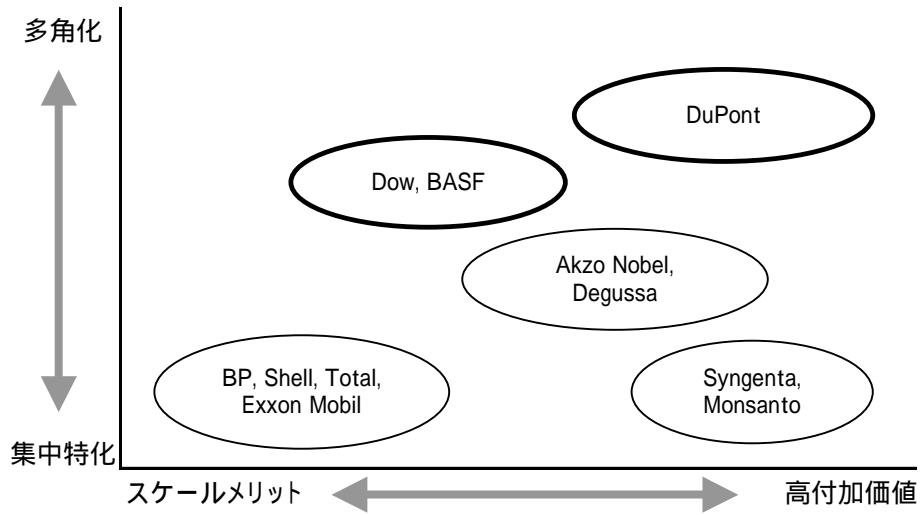 多角化
DuPont
Dow, BASF
Akzo Nobel,
Degussa
BP, Shell, Total,
Exxon Mobil
Syngenta,
Monsanto
集中特化
スケールメリット
高付加価値